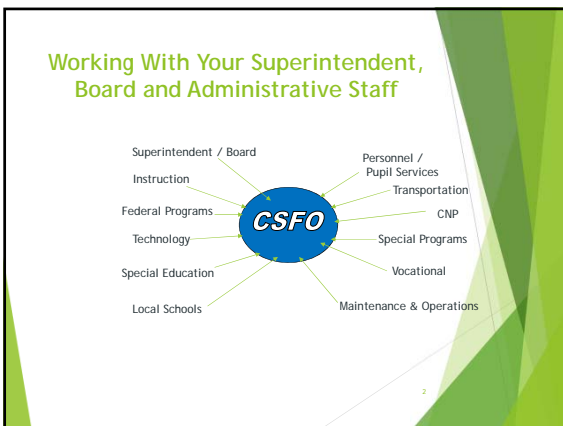 Working With Your Superintendent,
Board and Administrative Staff
Superintendent / Board
Instruction
Federal Programs
Technology
Special Education
Local Schools
CSFO
Personnel /
Pupil Services
Transportation
CNP
Special Programs
Vocational
Maintenance & Operations
2